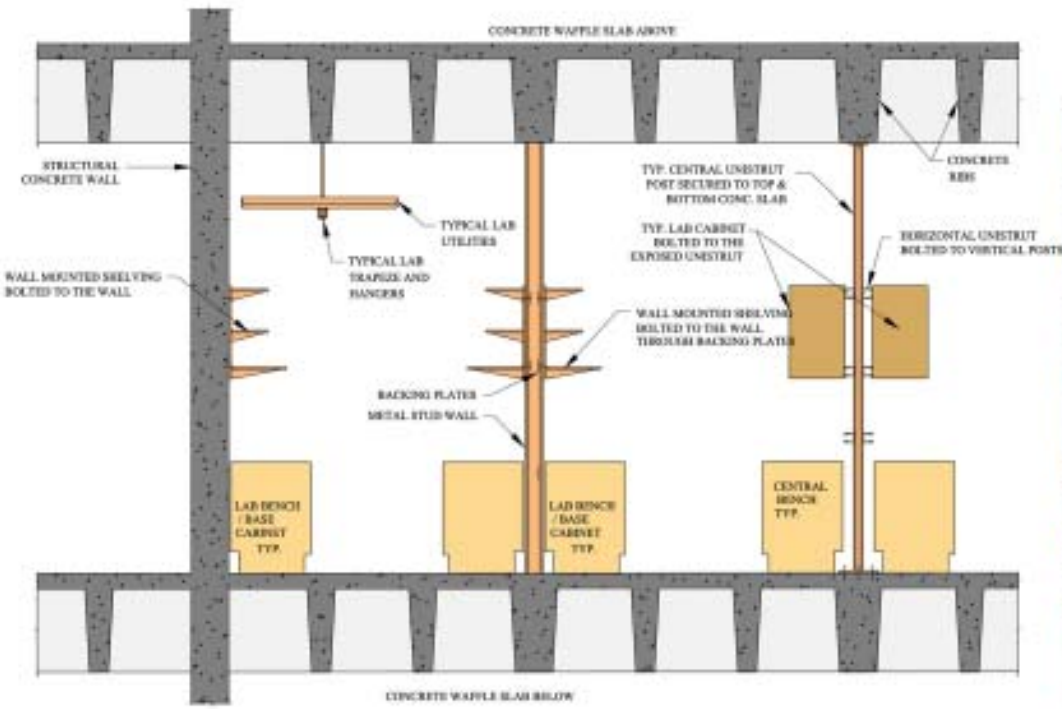 CONCRETE WAFFLE SLAB ABOVE
STRUCTURAL
CONCRETE WALL
TYP. CENTRAL UNISTRUT
POST SECURED TO TOP &
BOTTOM CONC. SLAB
CONCRETE
RIBS
TYPICAL LAB
UTILITIES
TYP. LAB CABINET
BOLTED TO THE
EXPOSED UNISTRUT
HORIZONTAL UNISTRUT
BOLTED TO VERTICAL POSTS
WALL MOUNTED SHELVING
BOLTED TO THE WALL
TYPICAL LAB
TRAPEZE AND
HANGERS
WALL MOUNTED SHELVING
BOLTED TO THE WALL
THROUGH BACKING PLATES
BACKING PLATES
METAL STUD WALL
LAB BENCH
/ BASE
CABINET
TYP.
LAB BENCH
/ BASE
CABINET
TYP.
CENTRAL
BENCH
TYP.
CONCRETE WAFFLE SLAB BELOW